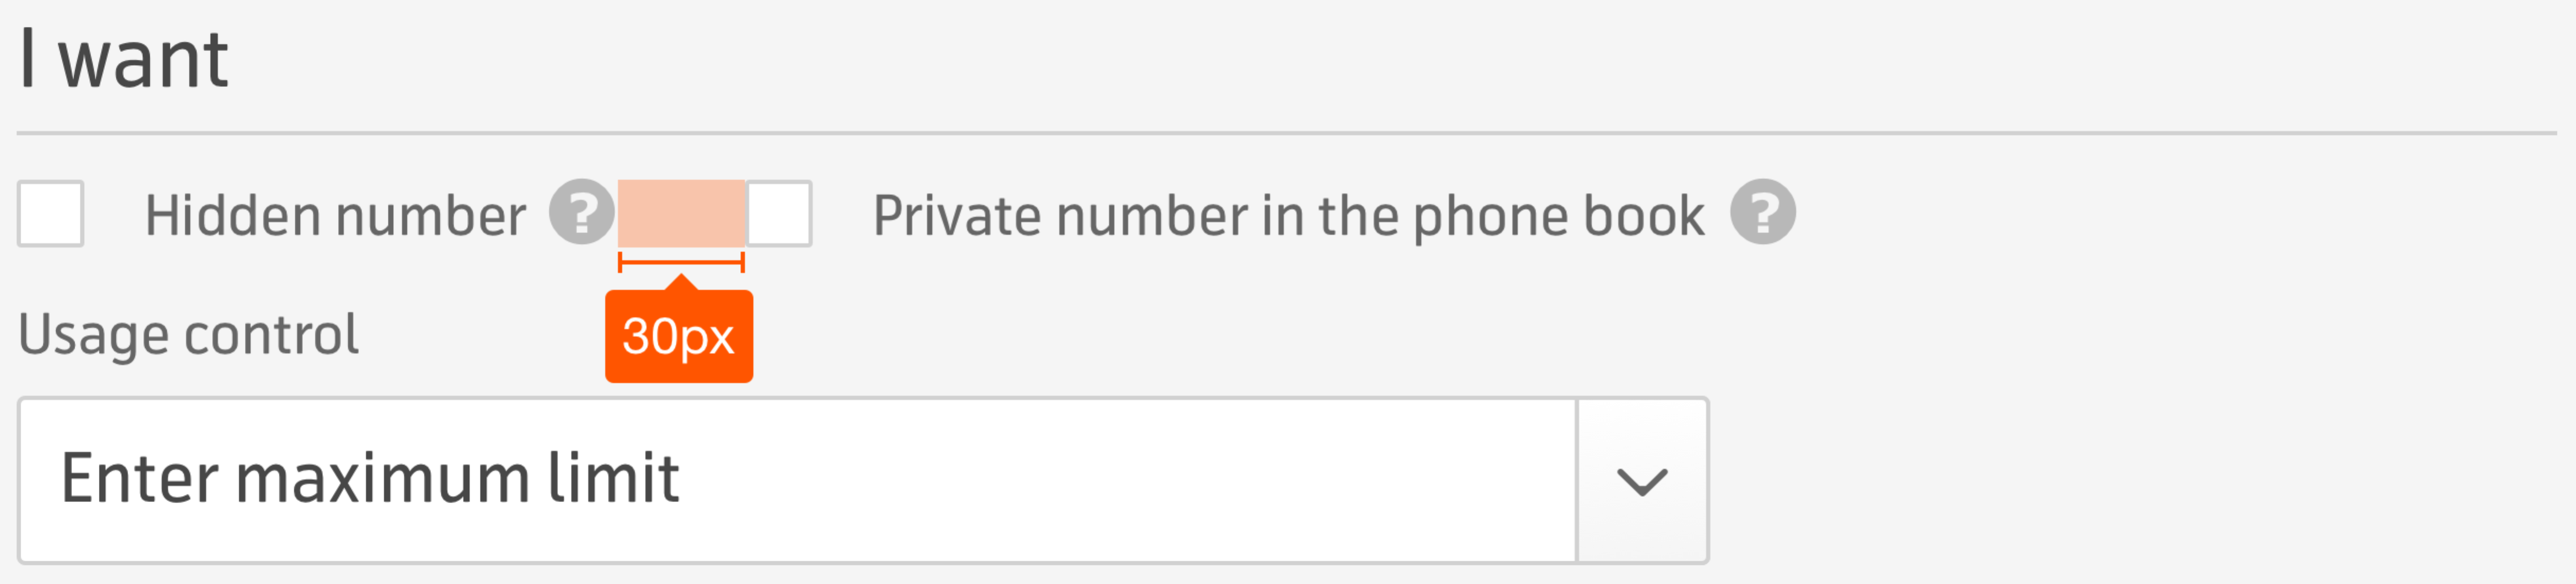 I want
Hidden number ? Private number in the phone book ?
Usage control
30px
Enter maximum limit